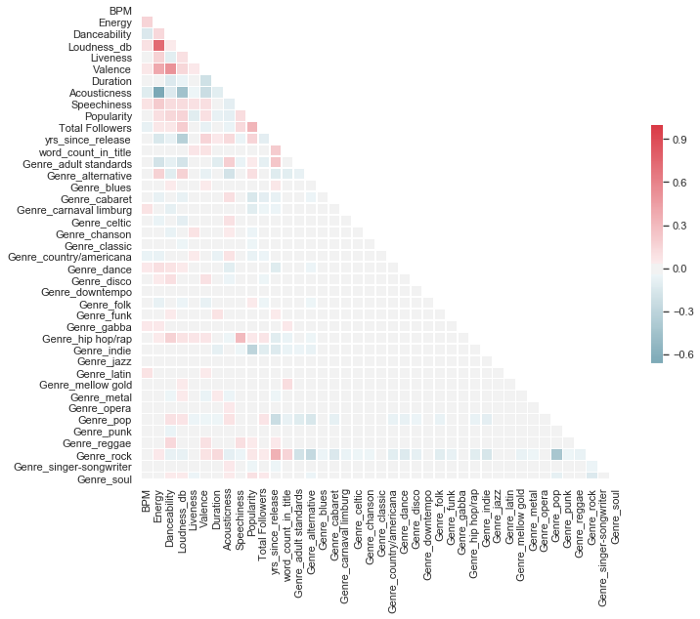 BPM
Energy
Danceability
Loudness_db
Liveness
Valence
Duration
Acousticness
Speechiness
Popularity
Total Followers
yrs_since_release
word_count_in_title
Genre_adult standards
Genre_alternative
Genre_blues
Genre_cabaret
Genre_carnaval limburg
Genre_celtic
Genre_chanson
Genre_classic
Genre_country/americana
Genre_dance
Genre_disco
Genre_downtempo
Genre_folk
Genre_funk
Genre_gabba
Genre_hip hop/rap
Genre_indie
Genre_jazz
Genre_latin
Genre_mellow gold
Genre_metal
Genre_opera
Genre_pop
Genre_punk
Genre_reggae
Genre_rock
Genre_singer-songwriter
Genre_soul
BPM
Energy
Danceability
Loudness_db
Liveness
Valence
Duration
Acousticness
Speechiness
Popularity
Total Followers
yrs_since_release
word_count_in_title
Genre_adult standards
Genre_alternative
Genre_blues
Genre_cabaret
Genre_carnaval limburg
Genre_celtic
Genre_chanson
Genre_classic
Genre_country/americana
Genre_dance
Genre_disco
Genre_downtempo
Genre_folk
Genre_funk
Genre_gabba
Genre_hip hop/rap
Genre_indie
Genre_jazz
Genre_latin
Genre_mellow gold
Genre_metal
Genre_opera
Genre_pop
Genre_punk
Genre_reggae
Genre_rock
Genre_singer-songwriter
Genre_soul
0.9
0.6
0.3
0.0
−0.3
−0.6